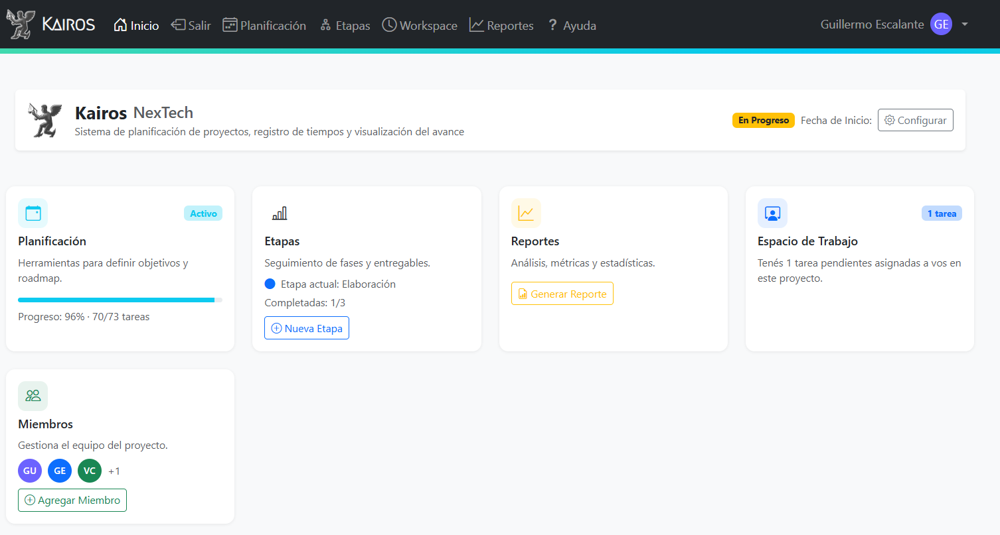 KAIROS Inicio Salir Planificación Etapas Workspace Reportes ? Ayuda Guillermo Escalante GE
Kairos NexTech
Sistema de planificación de proyectos, registro de tiempos y visualización del avance
En Progreso Fecha de Inicio: Configurar
Activo
Planificación
Herramientas para definir objetivos y
roadmap.
Progreso: 96% · 70/73 tareas
Etapas
Seguimiento de fases y entregables.
Etapa actual: Elaboración
Completadas: 1/3
Nueva Etapa
Reportes
Análisis, métricas y estadísticas.
Generar Reporte
1 tarea
Espacio de Trabajo
Tenés 1 tarea pendientes asignadas a vos en
este proyecto.
Miembros
Gestiona el equipo del proyecto.
GU GE VC +1
Agregar Miembro